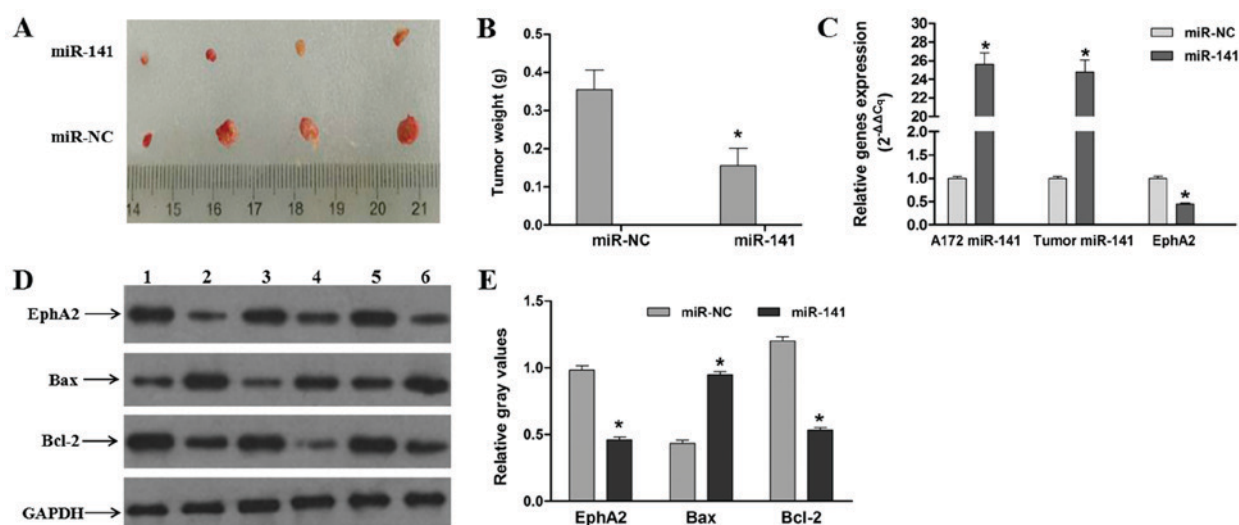 A
miR-141
miR-NC
14 15 16 17 18 19 20 21
B
Tumor weight (g)
0.5
0.4
0.3
0.2
0.1
0.0
*
miR-NC miR-141
C
Relative genes expression
(2-ΔΔCq)
miR-NC
miR-141
28
26
24
22
20
2.0
1.5
1.0
0.5
0.0
* * *
A172 miR-141 Tumor miR-141 EphA2
D
1 2 3 4 5 6
EphA2
Bax
Bcl-2
GAPDH
E
Relative gray values
miR-NC miR-141
1.5
1.0
0.5
0.0
* * *
EphA2 Bax Bcl-2